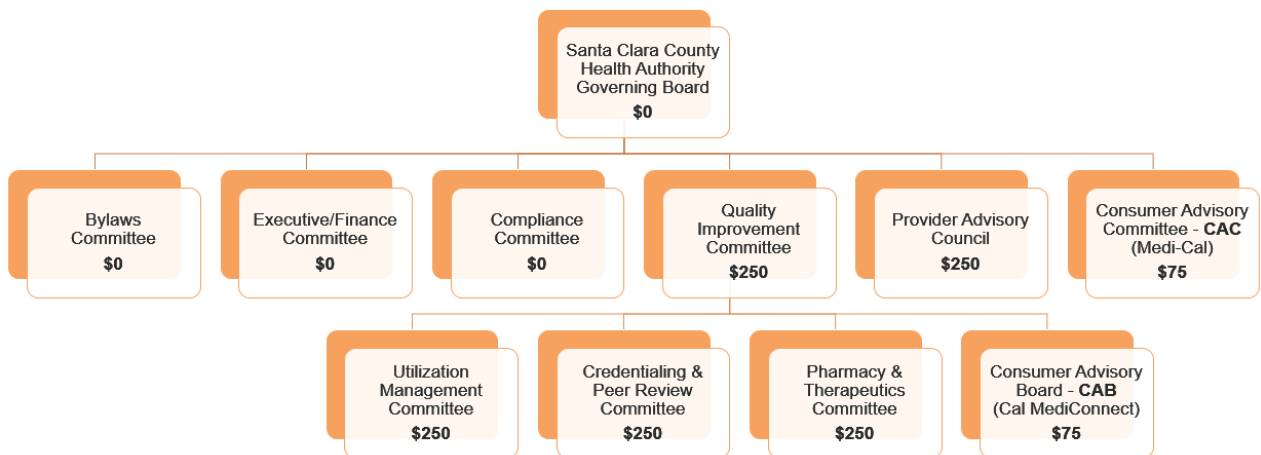 Santa Clara County
Health Authority
Governing Board
$0
Bylaws
Committee
$0
Executive/Finance
Committee
$0
Compliance
Committee
$0
Quality
Improvement
Committee
$250
Provider Advisory
Council
$250
Consumer Advisory
Committee - CAC
(Medi-Cal)
$75
Utilization
Management
Committee
$250
Credentialing &
Peer Review
Committee
$250
Pharmacy &
Therapeutics
Committee
$250
Consumer Advisory
Board - CAB
(Cal MediConnect)
$75